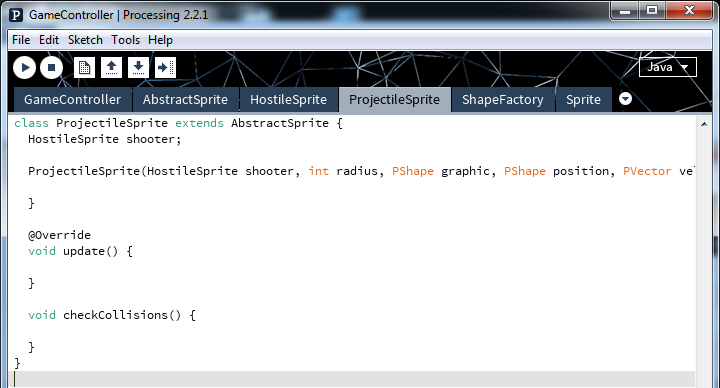 P GameController | Processing 2.2.1
File Edit Sketch Tools Help
Java
GameController AbstractSprite HostileSprite ProjectileSprite ShapeFactory Sprite
class ProjectileSprite extends AbstractSprite {
HostileSprite shooter;
ProjectileSprite(HostileSprite shooter, int radius, PShape graphic, PShape position, PVector vel
}
@Override
void update() {
}
void checkCollisions() {
}
}